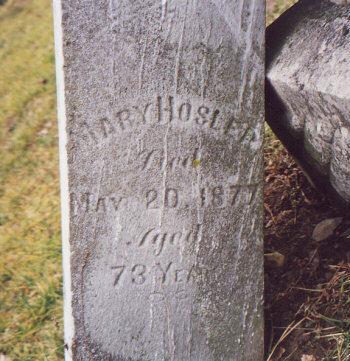 MARY HOSLER
Died
MAY 20, 1877
Aged
73 YEARS